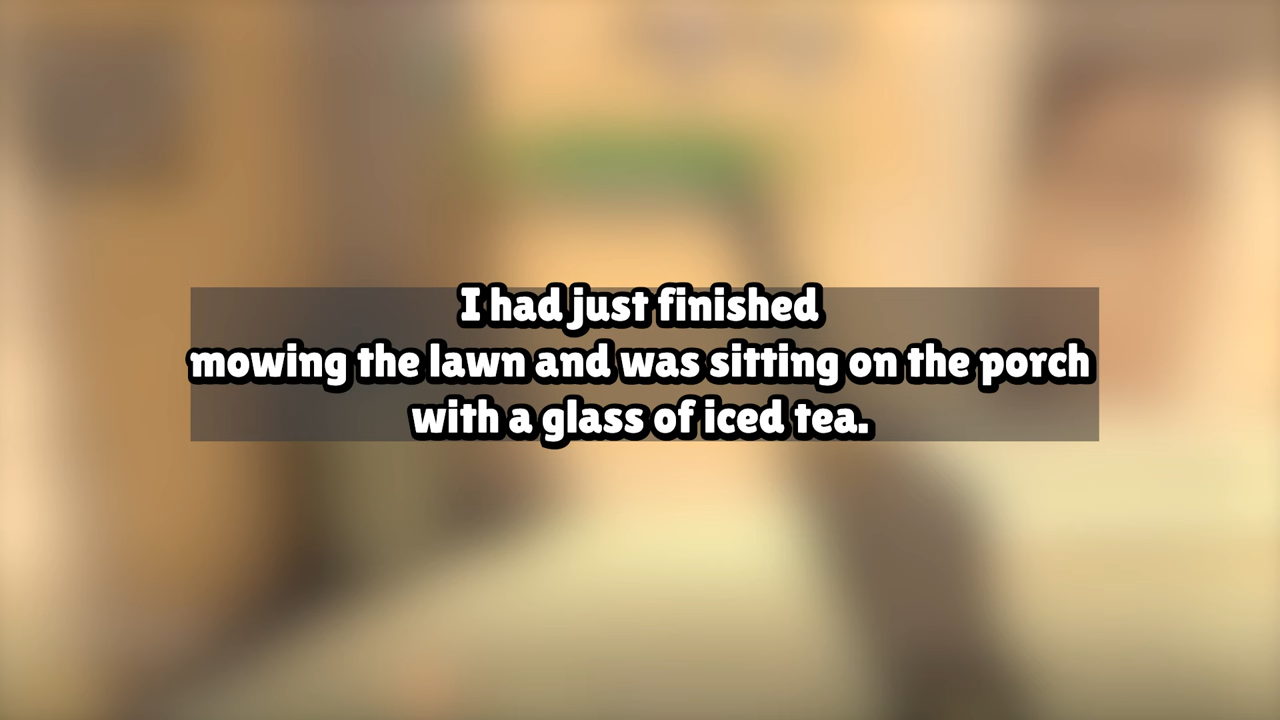 I had just finished
mowing the lawn and was sitting on the porch
with a glass of iced tea.